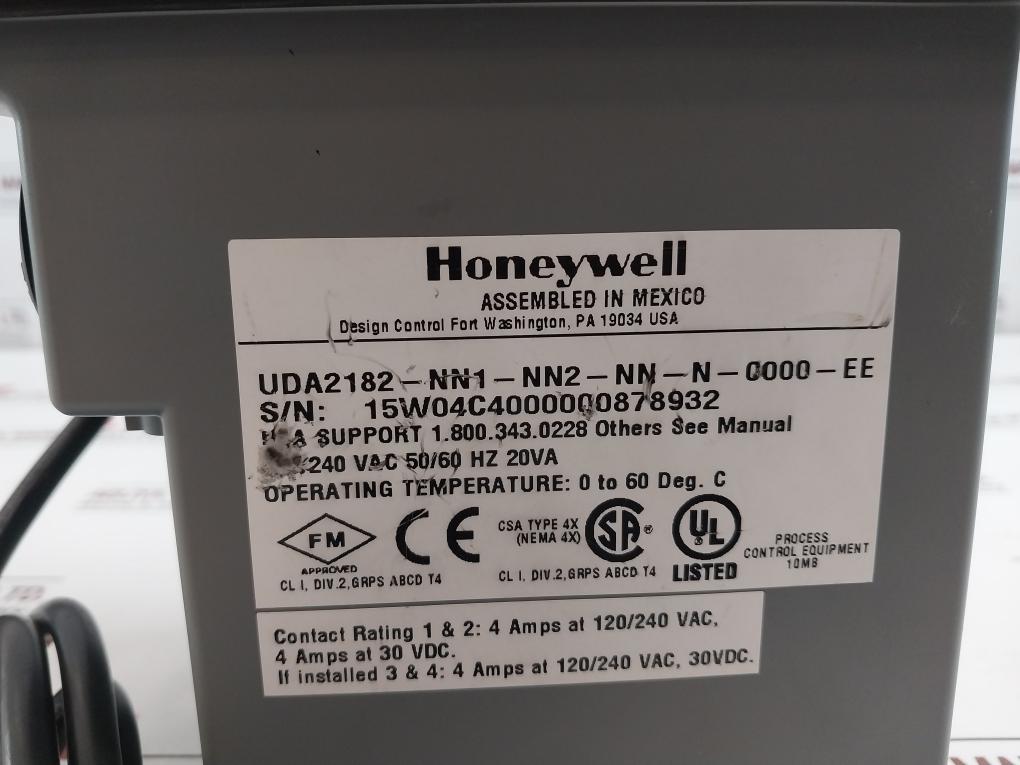 Honeywell
ASSEMBLED IN MEXICO
Design Control Fort Washington, PA 19034 USA
UDA2182-NN1-NN2-NN-N-0000-EE
S/N: 15W04C4000000878932
SUPPORT 1.800.343.0228 Others See Manual
240 VAC 50/60 HZ 20VA
OPERATING TEMPERATURE: 0 to 60 Deg. C
FM
APPROVED
CL I, DIV.2,GRPS ABCD T4
CE
CSA TYPE 4X
(NEMA 4X)
SA ®
CL I, DIV.2,GRPS ABCD T4
UL
LISTED
PROCESS
CONTROL EQUIPMENT
10MB
Contact Rating 1 & 2: 4 Amps at 120/240 VAC,
4 Amps at 30 VDC.
If installed 3 & 4: 4 Amps at 120/240 VAC, 30VDC.